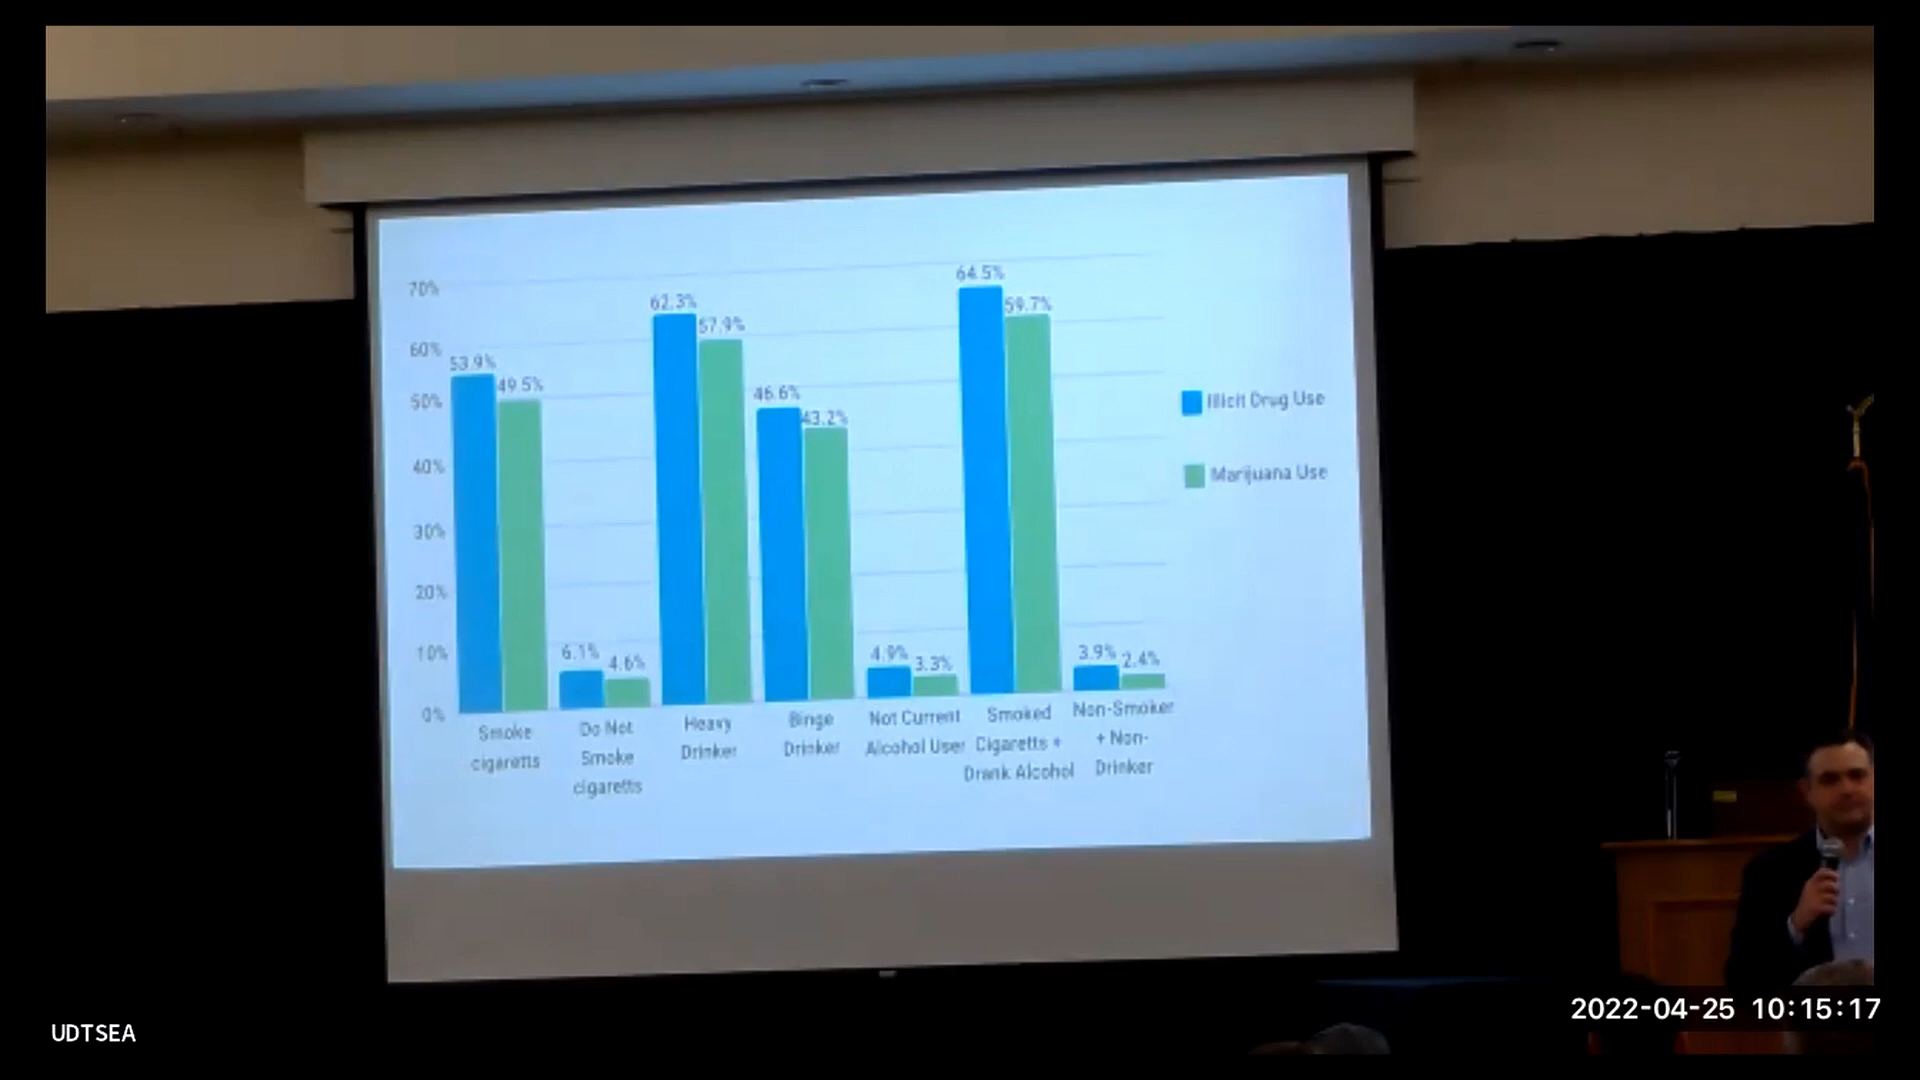 70%
60%
50%
40%
30%
20%
10%
0%
53.9%
49.5%
6.1%
4.6%
62.3%
57.9%
46.6%
43.2%
4.9%
3.3%
64.5%
59.7%
3.9%
2.4%
Smoke
cigaretts
Do Not
Smoke
cigaretts
Heavy
Drinker
Binge
Drinker
Not Current
Alcohol User
Smoked
Cigaretts +
Drank Alcohol
Non-Smoker
+ Non-
Drinker
Illicit Drug Use
Marijuana Use
2022-04-25 10:15:17
UDTSEA